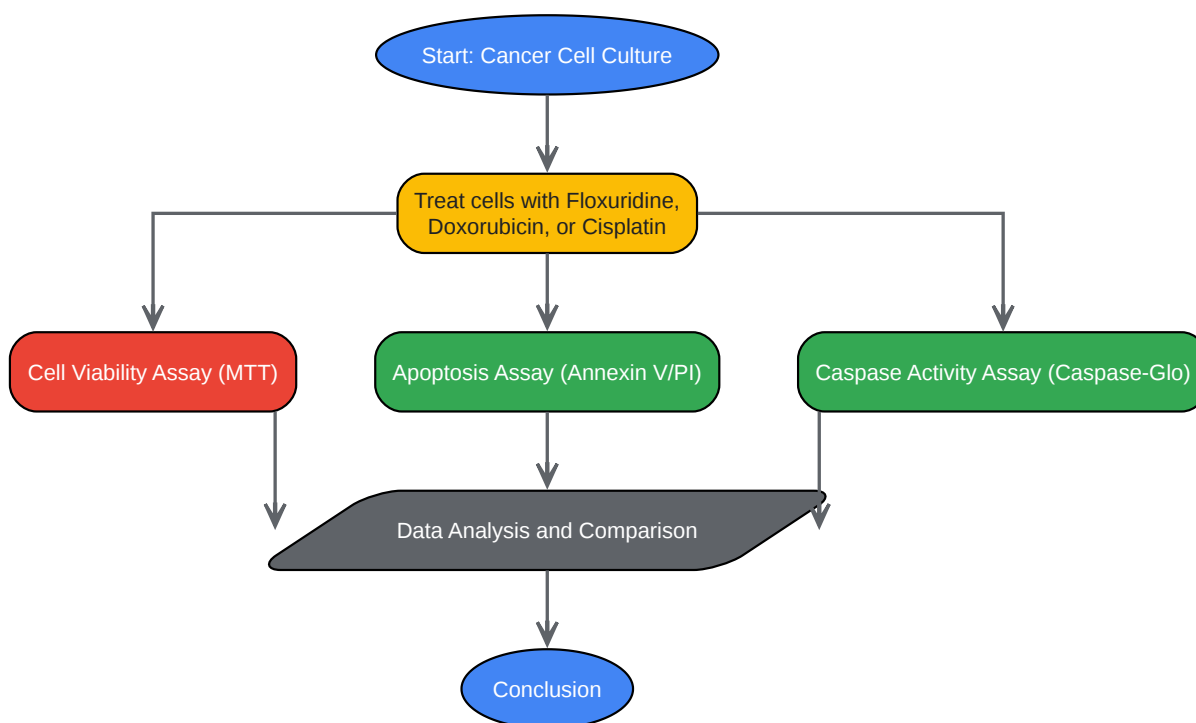 Start: Cancer Cell Culture
Treat cells with Floxuridine,
Doxorubicin, or Cisplatin
Cell Viability Assay (MTT)
Apoptosis Assay (Annexin V/PI)
Caspase Activity Assay (Caspase-Glo)
Data Analysis and Comparison
Conclusion